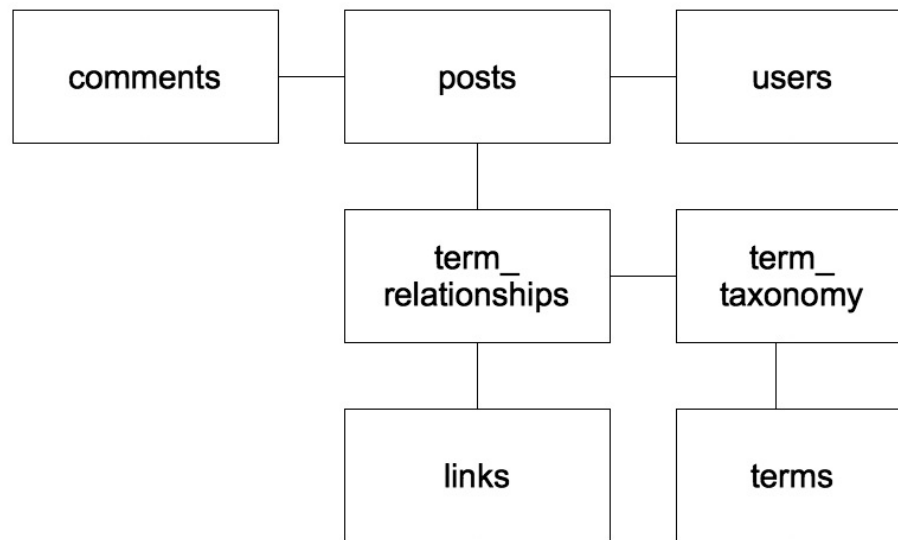 comments
posts
users
term_
relationships
term_
taxonomy
links
terms